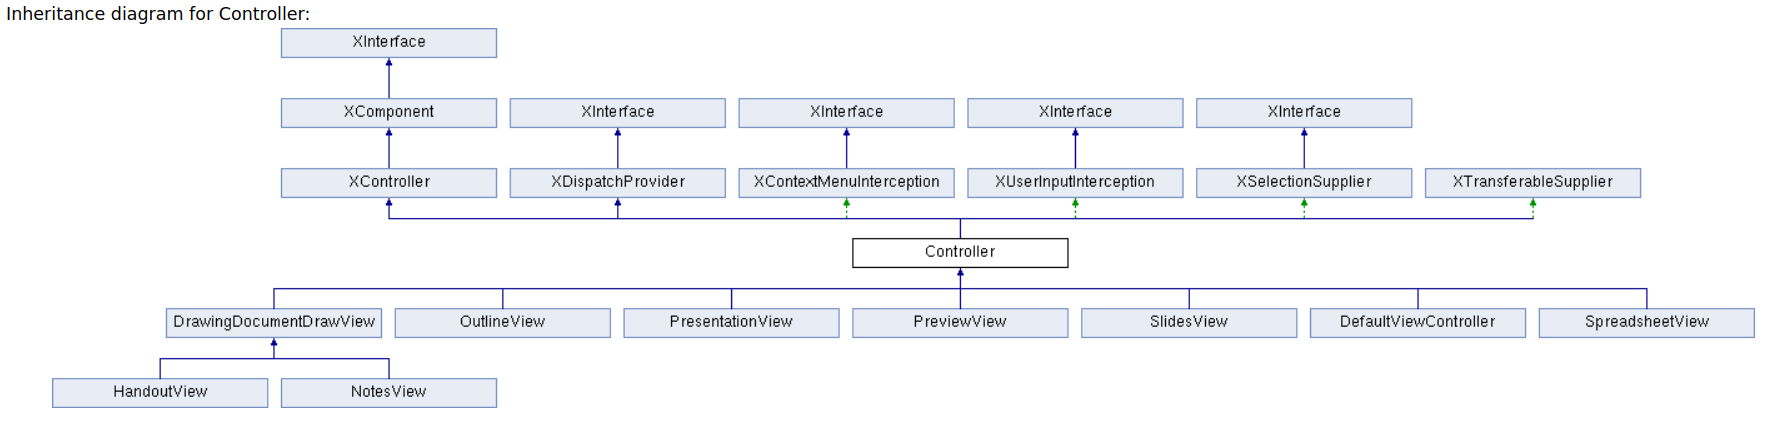 Inheritance diagram for Controller:
XInterface
XComponent XInterface XInterface XInterface XInterface
XController XDispatchProvider XContextMenuInterception XUserInputInterception XSelectionSupplier XTransferableSupplier
Controller
DrawingDocumentDrawView OutlineView PresentationView PreviewView SlidesView DefaultViewController SpreadsheetView
HandoutView NotesView